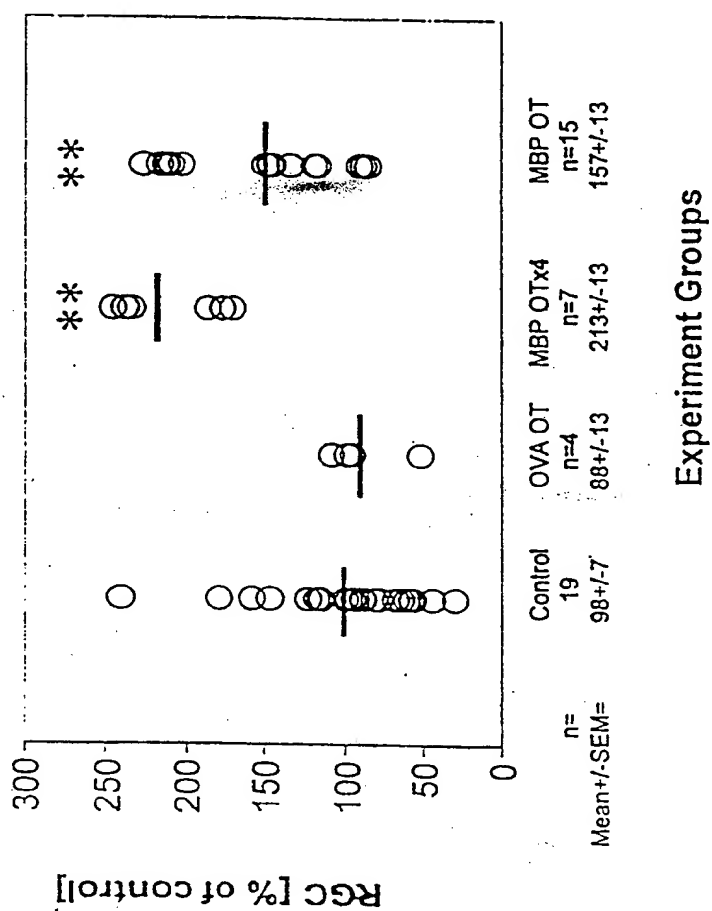 RGC [% of control]
300
250
200
150
100
50
0
** **
n= 19 n=4 n=7 n=15
Control OVA OT MBP OTx4 MBP OT
Mean+/-SEM= 98+/-7 88+/-13 213+/-13 157+/-13
Experiment Groups